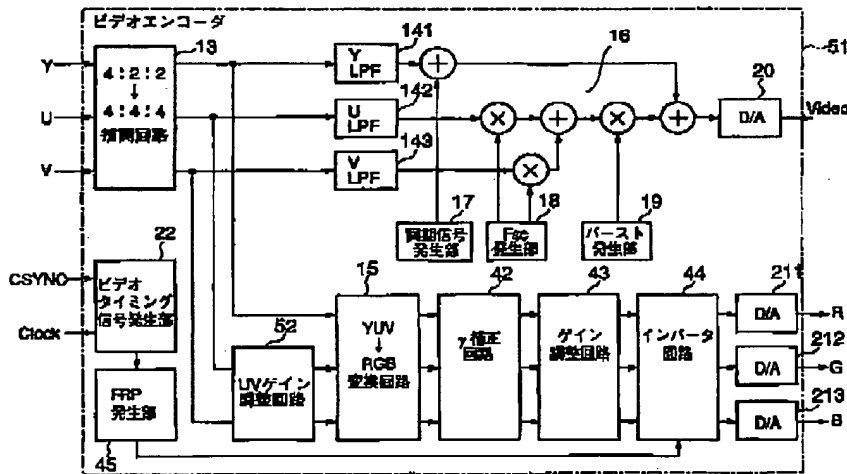 ビデオエンコーダ
13
141
51
Y
4:2:2
↓
4:4:4
補間回路
Y
LPF
16
20
142
U
U
LPF
D/A
Video
143
V
V
LPF
17
18
19
同期信号
発生部
Fsc
発生部
バースト
発生部
22
CSYNC
Clock
ビデオ
タイミング
信号発生部
15
42
43
44
211
52
YUV
↓
RGB
変換回路
γ補正
回路
ゲイン
調整回路
インバータ
回路
D/A
R
212
D/A
G
213
D/A
B
UVゲイン
調整回路
FRP
発生部
45